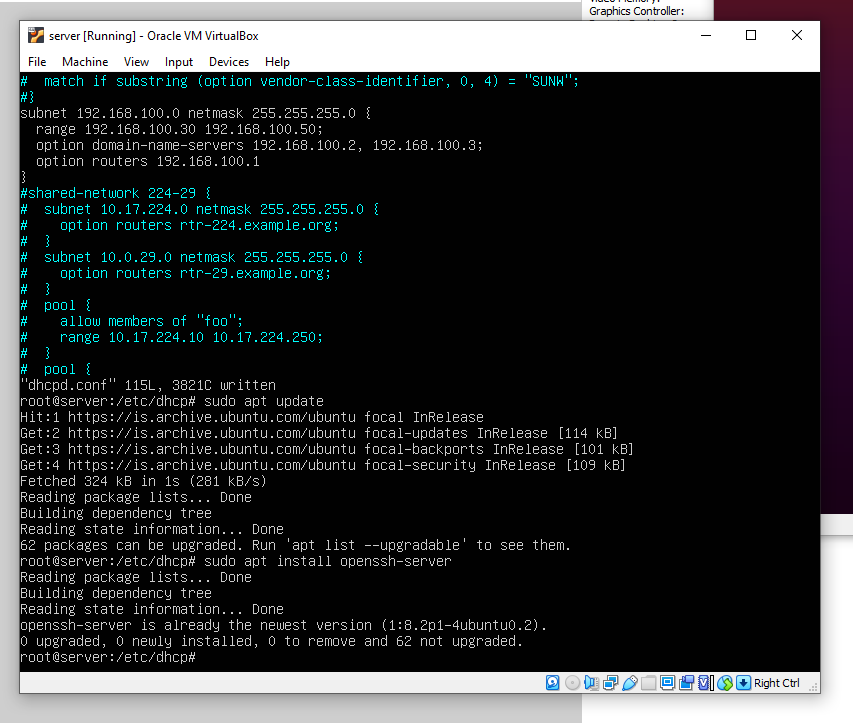 Graphics Controller:
server [Running] - Oracle VM VirtualBox
File Machine View Input Devices Help
#  match if substring (option vendor-class-identifier, 0, 4) = "SUNW";
#}
subnet 192.168.100.0 netmask 255.255.255.0 {
  range 192.168.100.30 192.168.100.50;
  option domain-name-servers 192.168.100.2, 192.168.100.3;
  option routers 192.168.100.1
}
#shared-network 224-29 {
#  subnet 10.17.224.0 netmask 255.255.255.0 {
#    option routers rtr-224.example.org;
#  }
#  subnet 10.0.29.0 netmask 255.255.255.0 {
#    option routers rtr-29.example.org;
#  }
#  pool {
#    allow members of "foo";
#    range 10.17.224.10 10.17.224.250;
#  }
#  pool {
"dhcpd.conf" 115L, 3821C written
root@server:/etc/dhcp# sudo apt update
Hit:1 https://is.archive.ubuntu.com/ubuntu focal InRelease
Get:2 https://is.archive.ubuntu.com/ubuntu focal-updates InRelease [114 kB]
Get:3 https://is.archive.ubuntu.com/ubuntu focal-backports InRelease [101 kB]
Get:4 https://is.archive.ubuntu.com/ubuntu focal-security InRelease [109 kB]
Fetched 324 kB in 1s (281 kB/s)
Reading package lists... Done
Building dependency tree
Reading state information... Done
62 packages can be upgraded. Run 'apt list --upgradable' to see them.
root@server:/etc/dhcp# sudo apt install openssh-server
Reading package lists... Done
Building dependency tree
Reading state information... Done
openssh-server is already the newest version (1:8.2p1-4ubuntu0.2).
0 upgraded, 0 newly installed, 0 to remove and 62 not upgraded.
root@server:/etc/dhcp#
Right Ctrl